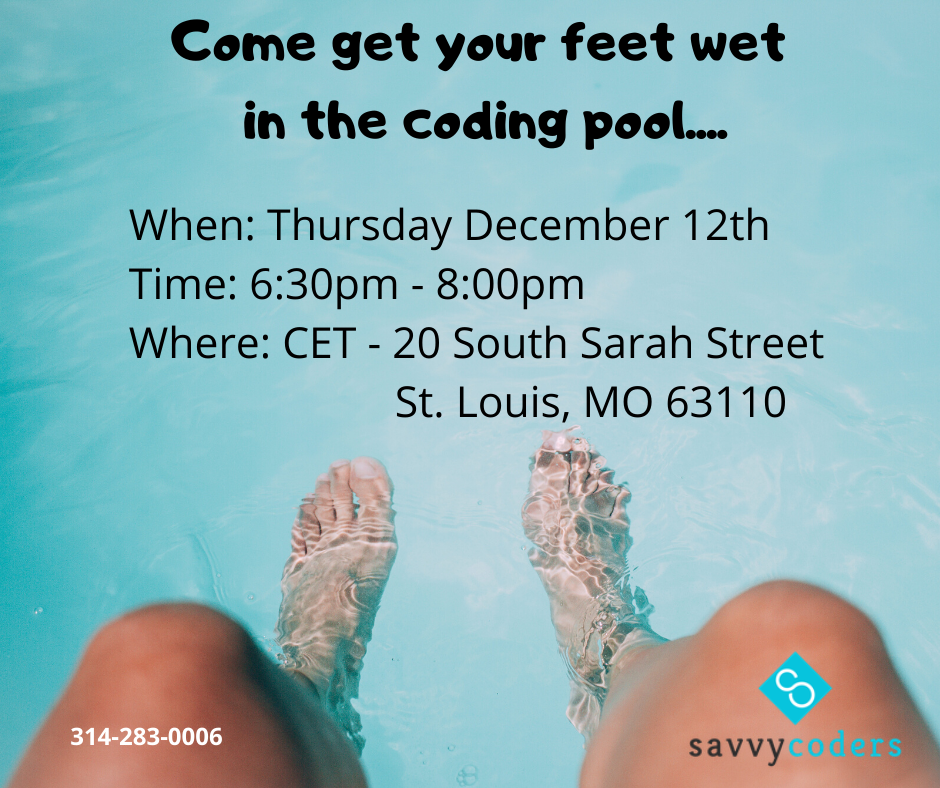 Come get your feet wet
in the coding pool....
When: Thursday December 12th
Time: 6:30pm - 8:00pm
Where: CET - 20 South Sarah Street
St. Louis, MO 63110
314-283-0006
savvycoders